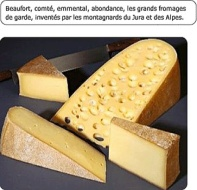 Beaufort, comté, emmental, abondance, les grands fromages
de garde, inventés par les montagnards du Jura et des Alpes.